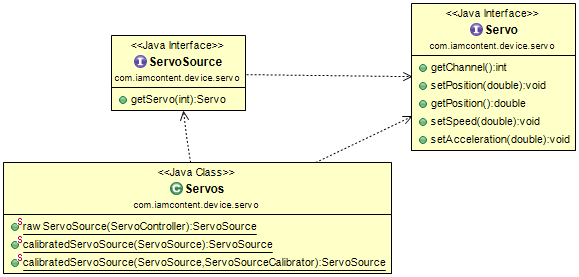 <<Java Interface>>
ServoSource
com.iamcontent.device.servo
getServo(int):Servo
<<Java Interface>>
Servo
com.iamcontent.device.servo
getChannel():int
setPosition(double):void
getPosition():double
setSpeed(double):void
setAcceleration(double):void
<<Java Class>>
Servos
com.iamcontent.device.servo
rawServoSource(ServoController):ServoSource
calibratedServoSource(ServoSource):ServoSource
calibratedServoSource(ServoSource,ServoSourceCalibrator):ServoSource